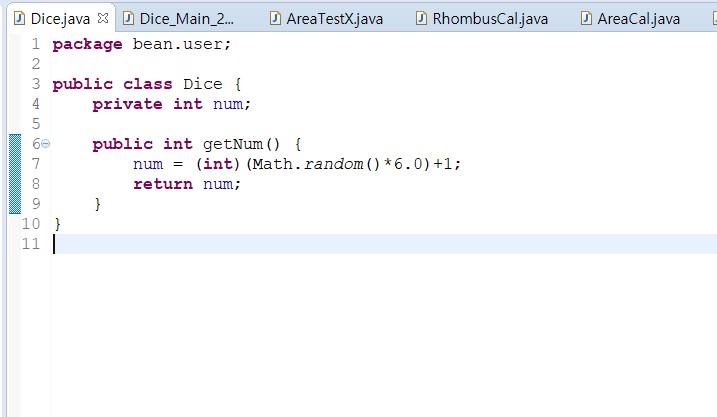 Dice.java Dice_Main_2... AreaTestX.java RhombusCal.java AreaCal.java
1 package bean.user;
2
3 public class Dice {
4     private int num;
5
6     public int getNum() {
7         num = (int)(Math.random()*6.0)+1;
8         return num;
9     }
10 }
11